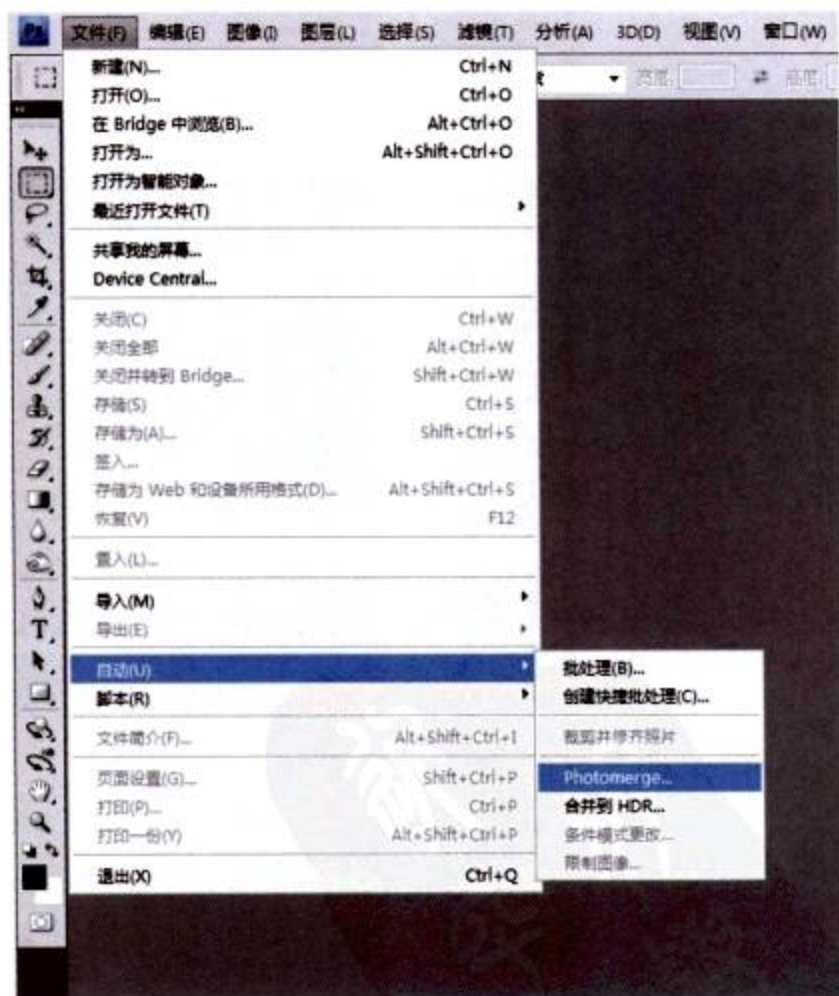 Ps 文件(F) 编辑(E) 图像(I) 图层(L) 选择(S) 滤镜(T) 分析(A) 3D(D) 视图(V) 窗口(W)
宽度: 高度:
新建(N)... Ctrl+N
打开(O)... Ctrl+O
在 Bridge 中浏览(B)... Alt+Ctrl+O
打开为... Alt+Shift+Ctrl+O
打开为智能对象...
最近打开文件(T)
共享我的屏幕...
Device Central...
关闭(C) Ctrl+W
关闭全部 Alt+Ctrl+W
关闭并转到 Bridge... Shift+Ctrl+W
存储(S) Ctrl+S
存储为(A)... Shift+Ctrl+S
签入...
存储为 Web 和设备所用格式(D)... Alt+Shift+Ctrl+S
恢复(V) F12
置入(L)...
导入(M)
导出(E)
自动(U)
批处理(B)...
脚本(R)
创建快捷批处理(C)...
文件简介(F)... Alt+Shift+Ctrl+I
裁剪并修齐照片
页面设置(G)... Shift+Ctrl+P
Photomerge...
打印(P)... Ctrl+P
合并到 HDR...
打印一份(Y) Alt+Shift+Ctrl+P
条件模式更改...
限制图像...
退出(X) Ctrl+Q